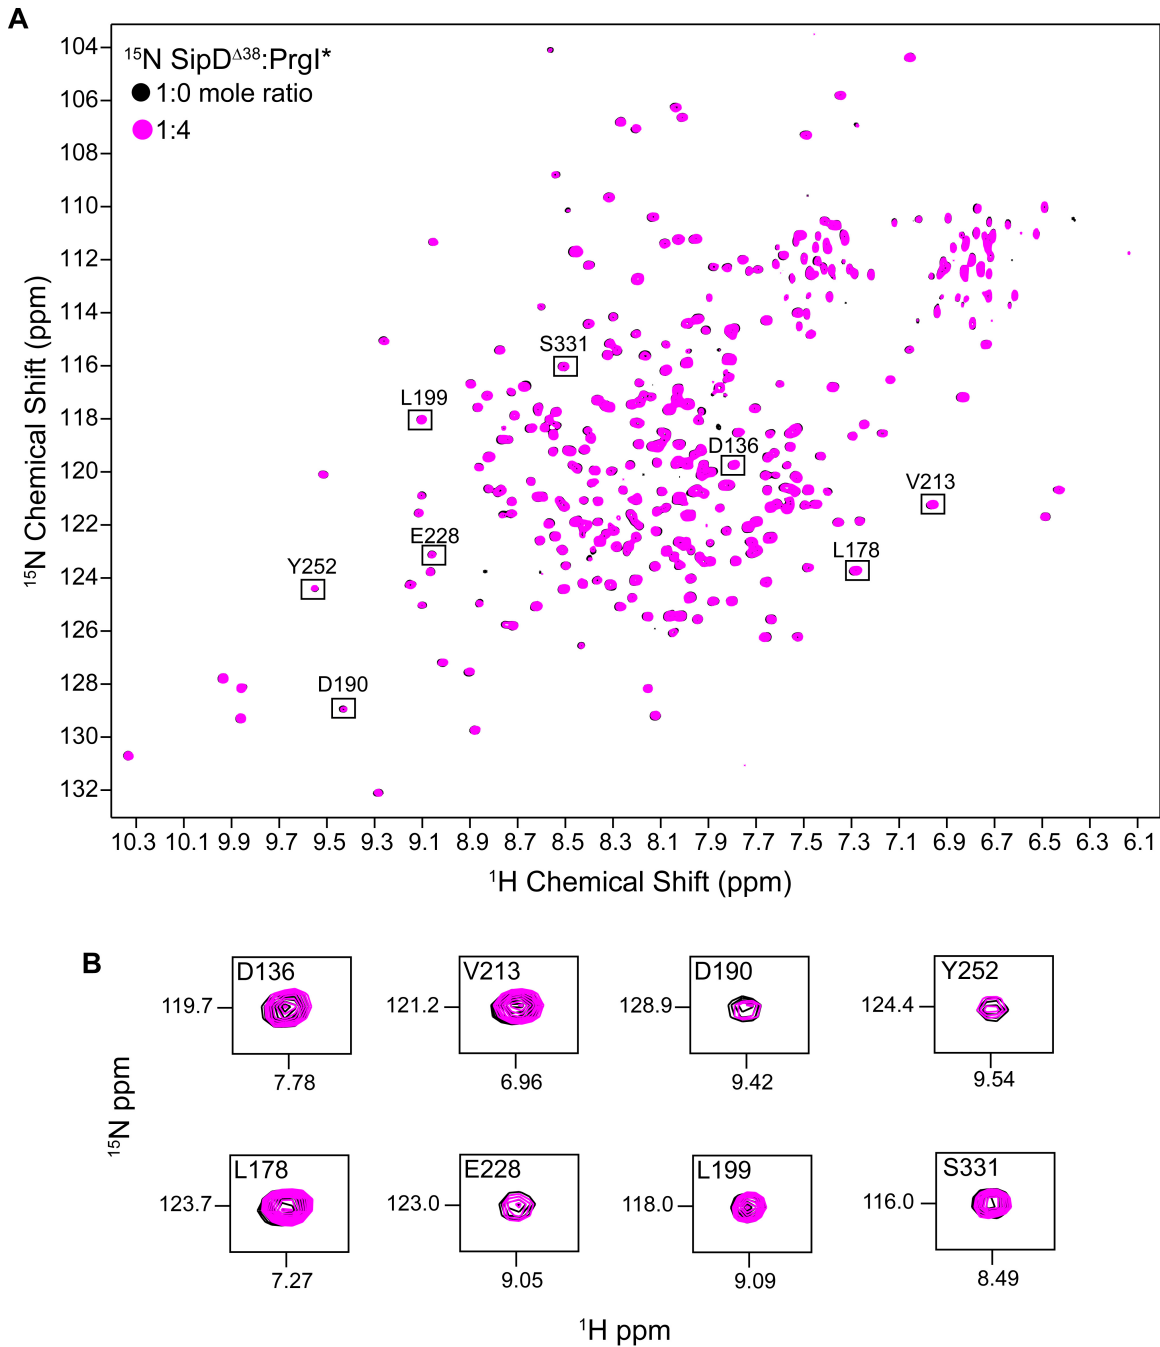 A
¹⁵N SipD^Δ38:PrgI*
1:0 mole ratio
1:4
104
106
108
110
112
114
116
118
120
122
124
126
128
130
132
¹⁵N Chemical Shift (ppm)
S331
L199
D136
V213
E228
L178
Y252
D190
10.3 10.1 9.9 9.7 9.5 9.3 9.1 8.9 8.7 8.5 8.3 8.1 7.9 7.7 7.5 7.3 7.1 6.9 6.7 6.5 6.3 6.1
¹H Chemical Shift (ppm)
B
D136 V213 D190 Y252
119.7 121.2 128.9 124.4
7.78 6.96 9.42 9.54
¹⁵N ppm
L178 E228 L199 S331
123.7 123.0 118.0 116.0
7.27 9.05 9.09 8.49
¹H ppm